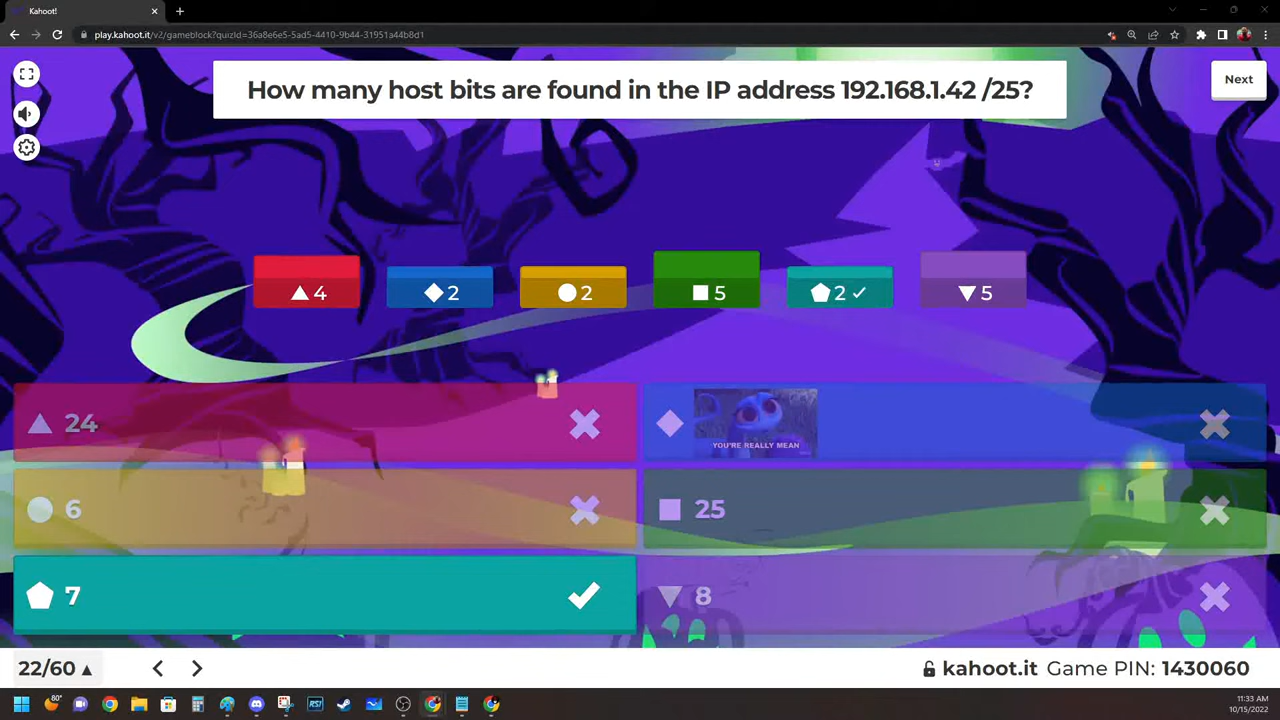 Kahoot!
play.kahoot.it/v2/gameblock?quizId=36a8e6e5-5ad5-4410-9b44-31951a44b8d1
How many host bits are found in the IP address 192.168.1.42 /25?
Next
4
2
2
5
2
5
24
YOU'RE REALLY MEAN
6
25
7
8
22/60
kahoot.it Game PIN: 1430060
80°
RSI
11:33 AM
10/15/2022